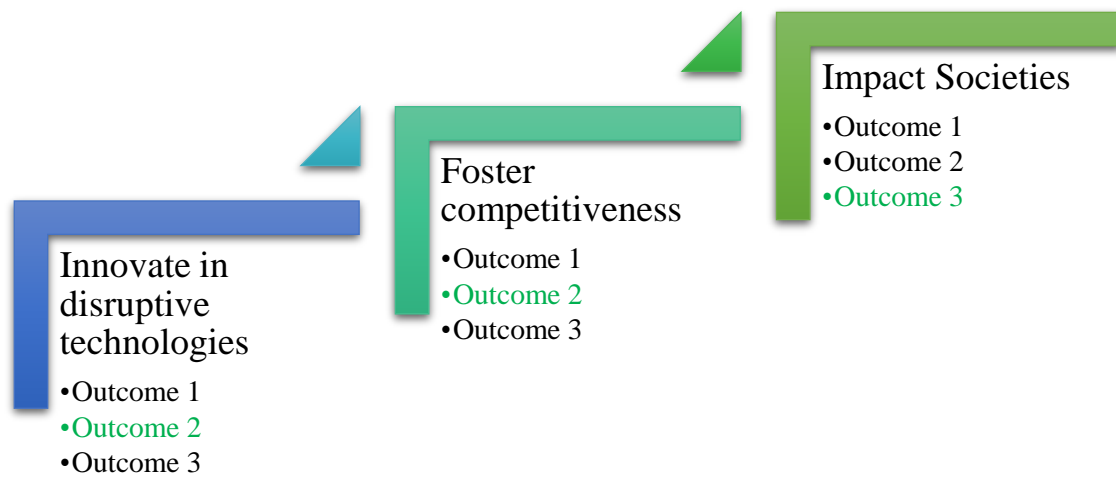 Innovate in
disruptive
technologies
•Outcome 1
•Outcome 2
•Outcome 3
Foster
competitiveness
•Outcome 1
•Outcome 2
•Outcome 3
Impact Societies
•Outcome 1
•Outcome 2
•Outcome 3